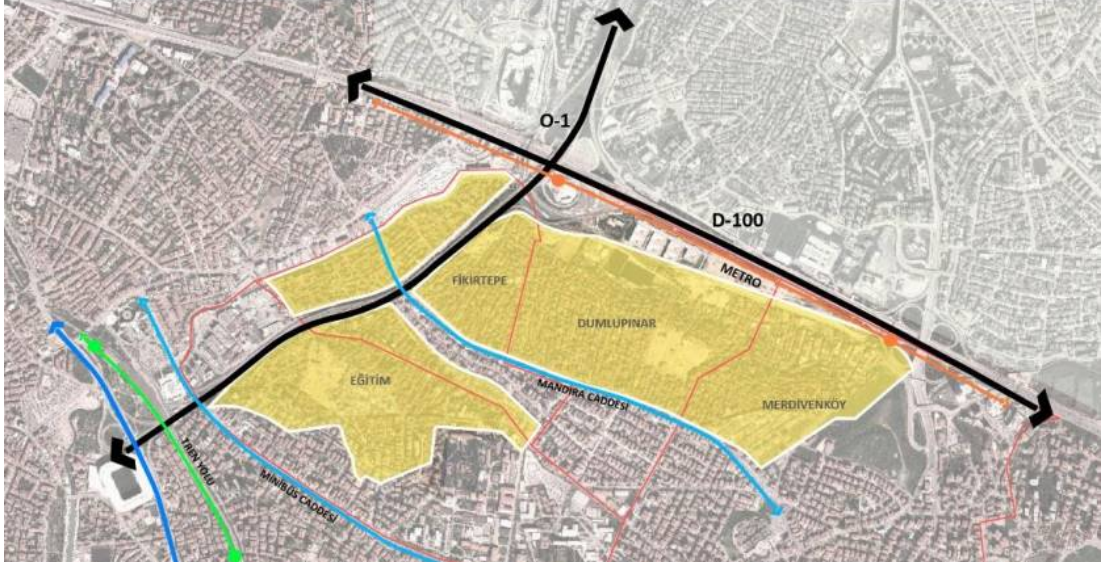 O-1
D-100
METRO
FİKİRTEPE
DUMLUPINAR
EĞİTİM
MANDIRA CADDESİ
MERDİVENKÖY
TREN YOLU
MİNİBÜS CADDESİ